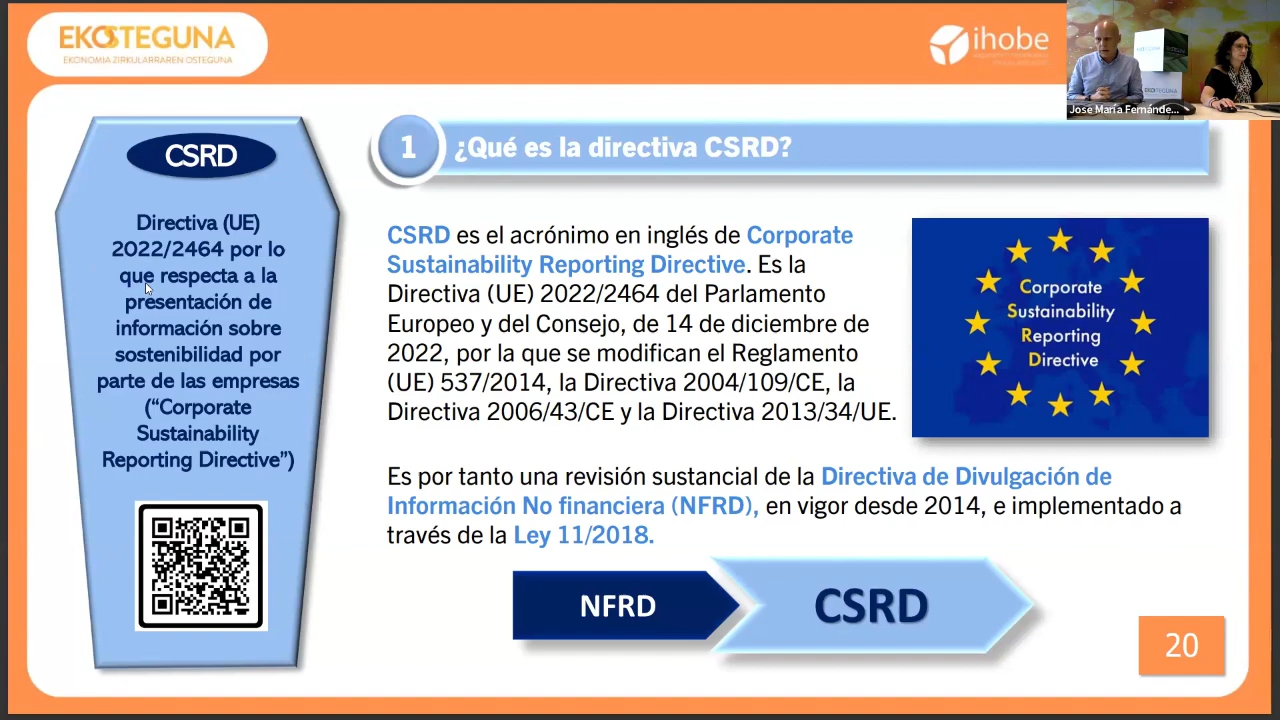 EKOSTEGUNA
EKONOMIA ZIRKULARRAREN OSTEGUNA
ihobe
José María Fernánde...
CSRD
Directiva (UE)
2022/2464 por lo
que respecta a la
presentación de
información sobre
sostenibilidad por
parte de las empresas
(“Corporate
Sustainability
Reporting Directive”)
1
¿Qué es la directiva CSRD?
CSRD es el acrónimo en inglés de Corporate
Sustainability Reporting Directive. Es la
Directiva (UE) 2022/2464 del Parlamento
Europeo y del Consejo, de 14 de diciembre de
2022, por la que se modifican el Reglamento
(UE) 537/2014, la Directiva 2004/109/CE, la
Directiva 2006/43/CE y la Directiva 2013/34/UE.
Corporate
Sustainability
Reporting
Directive
Es por tanto una revisión sustancial de la Directiva de Divulgación de
Información No financiera (NFRD), en vigor desde 2014, e implementado a
través de la Ley 11/2018.
NFRD
CSRD
20